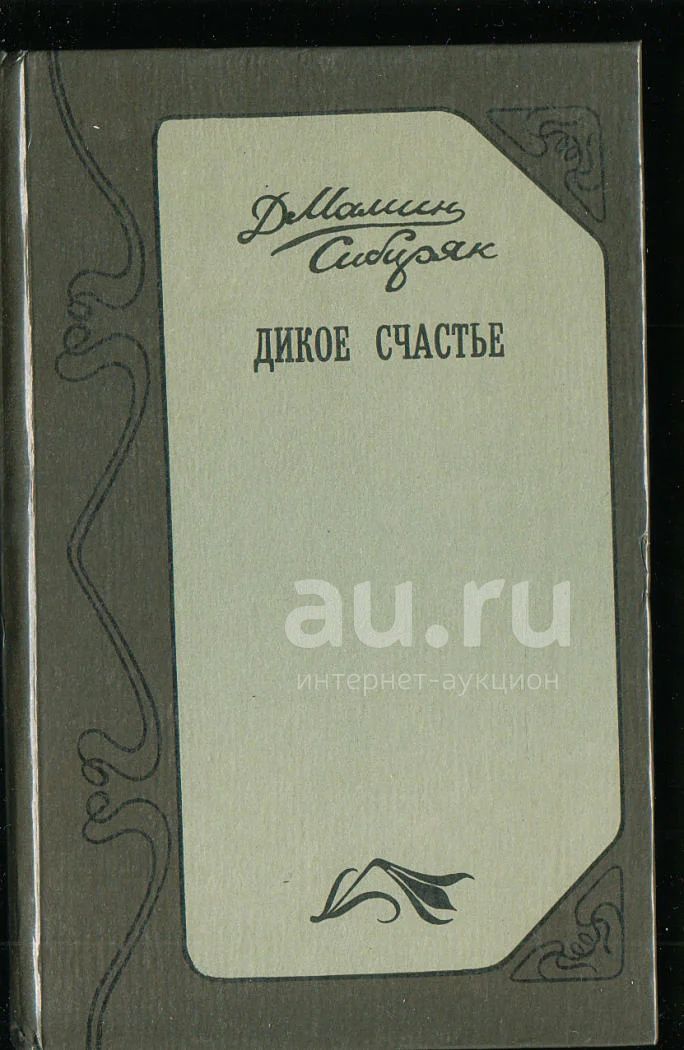 Д Мамин
Сибиряк
ДИКОЕ СЧАСТЬЕ
au.ru
интернет-аукцион